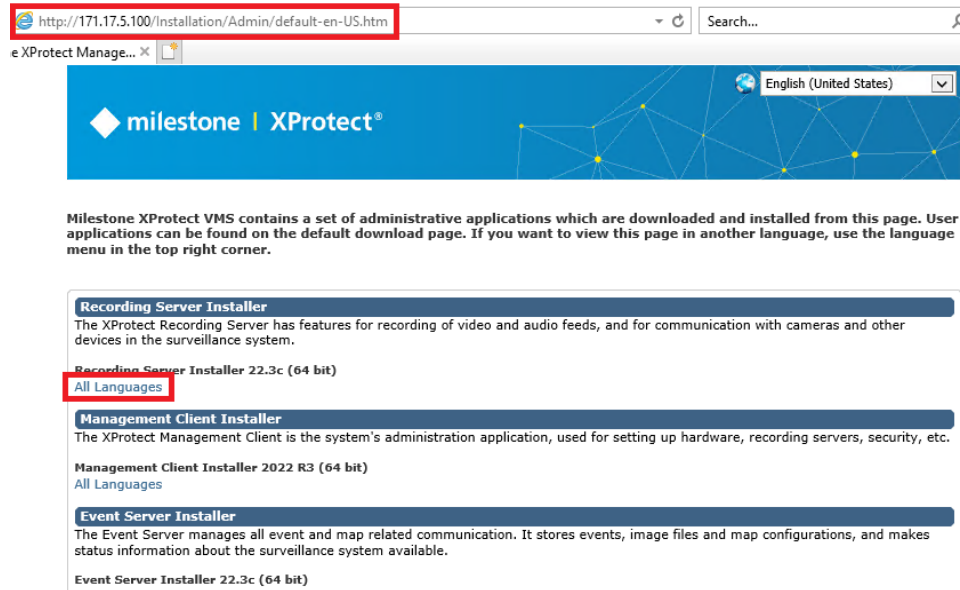 http://171.17.5.100/Installation/Admin/default-en-US.htm
Search...
XProtect Manage...
English (United States)
milestone | XProtect®
Milestone XProtect VMS contains a set of administrative applications which are downloaded and installed from this page. User
applications can be found on the default download page. If you want to view this page in another language, use the language
menu in the top right corner.
Recording Server Installer
The XProtect Recording Server has features for recording of video and audio feeds, and for communication with cameras and other
devices in the surveillance system.
Recording Server Installer 22.3c (64 bit)
All Languages
Management Client Installer
The XProtect Management Client is the system's administration application, used for setting up hardware, recording servers, security, etc.
Management Client Installer 2022 R3 (64 bit)
All Languages
Event Server Installer
The Event Server manages all event and map related communication. It stores events, image files and map configurations, and makes
status information about the surveillance system available.
Event Server Installer 22.3c (64 bit)